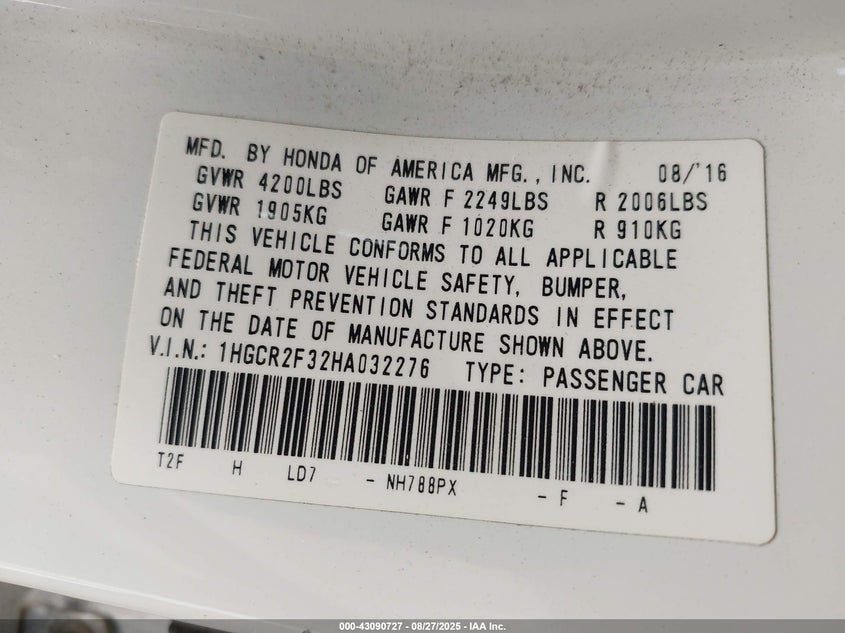 MFD. BY HONDA OF AMERICA MFG., INC. 08/'16
GVWR 4200LBS GAWR F 2249LBS R 2006LBS
GVWR 1905KG GAWR F 1020KG R 910KG
THIS VEHICLE CONFORMS TO ALL APPLICABLE
FEDERAL MOTOR VEHICLE SAFETY, BUMPER,
AND THEFT PREVENTION STANDARDS IN EFFECT
ON THE DATE OF MANUFACTURE SHOWN ABOVE.
V.I.N.: 1HGCR2F32HA032276 TYPE: PASSENGER CAR
T2F H LD7 - NH788PX - F - A
000-43090727 - 08/27/2025 - IAA Inc.